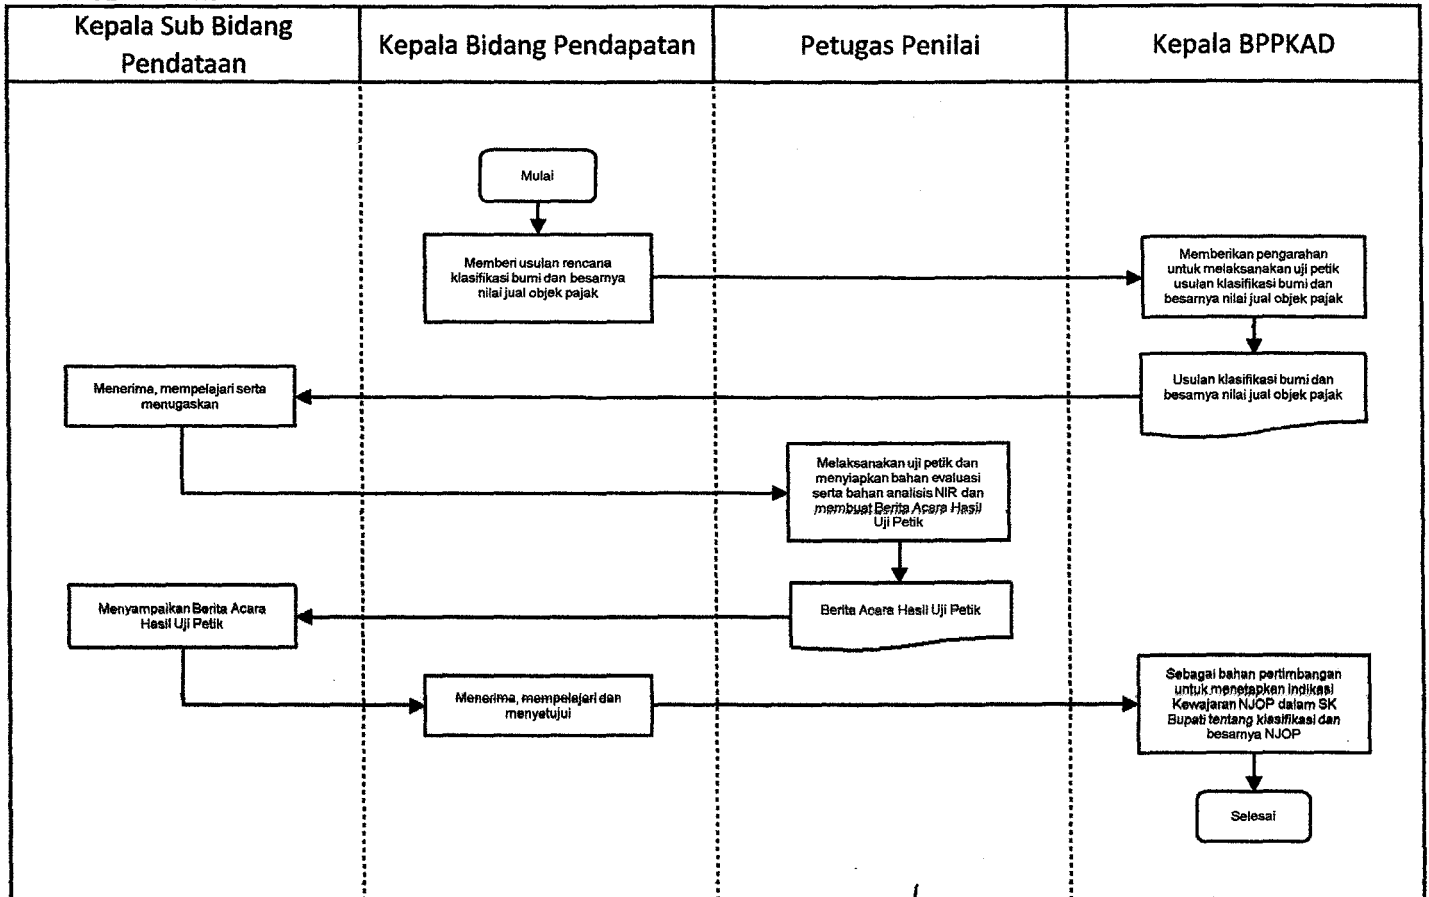 Kepala Sub Bidang
Pendataan
Kepala Bidang Pendapatan
Petugas Penilai
Kepala BPPKAD
Mulai
Memberi usulan rencana
klasifikasi bumi dan besarnya
nilai jual objek pajak
Memberikan pengarahan
untuk melaksanakan uji petik
usulan klasifikasi bumi dan
besarnya nilai jual objek pajak
Usulan klasifikasi bumi dan
besarnya nilai jual objek pajak
Menerima, mempelajari serta
menugaskan
Melaksanakan uji petik dan
menyiapkan bahan evaluasi
serta bahan analisis NIR dan
membuat Berita Acara Hasil
Uji Petik
Berita Acara Hasil Uji Petik
Menyampaikan Berita Acara
Hasil Uji Petik
Menerima, mempelajari dan
menyetujui
Sebagai bahan pertimbangan
untuk menetapkan indikasi
Kewajaran NJOP dalam SK
Bupati tentang klasifikasi dan
besarnya NJOP
Selesai